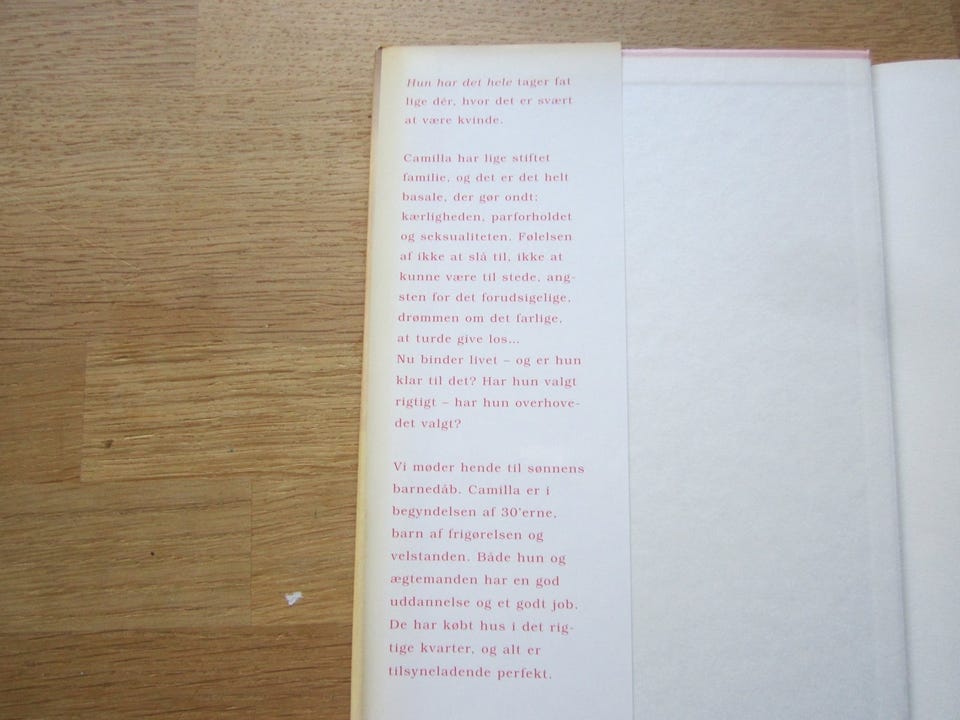 Hun har det hele tager fat
lige dér, hvor det er svært
at være kvinde.
Camilla har lige stiftet
familie, og det er det helt
basale, der gør ondt:
kærligheden, parforholdet
og seksualiteten. Følelsen
af ikke at slå til, ikke at
kunne være til stede, ang-
sten for det forudsigelige,
drømmen om det farlige,
at turde give los...
Nu binder livet – og er hun
klar til det? Har hun valgt
rigtigt – har hun overhove-
det valgt?
Vi møder hende til sønnens
barnedåb. Camilla er i
begyndelsen af 30'erne,
barn af frigørelsen og
velstanden. Både hun og
ægtemanden har en god
uddannelse og et godt job.
De har købt hus i det rig-
tige kvarter, og alt er
tilsyneladende perfekt.